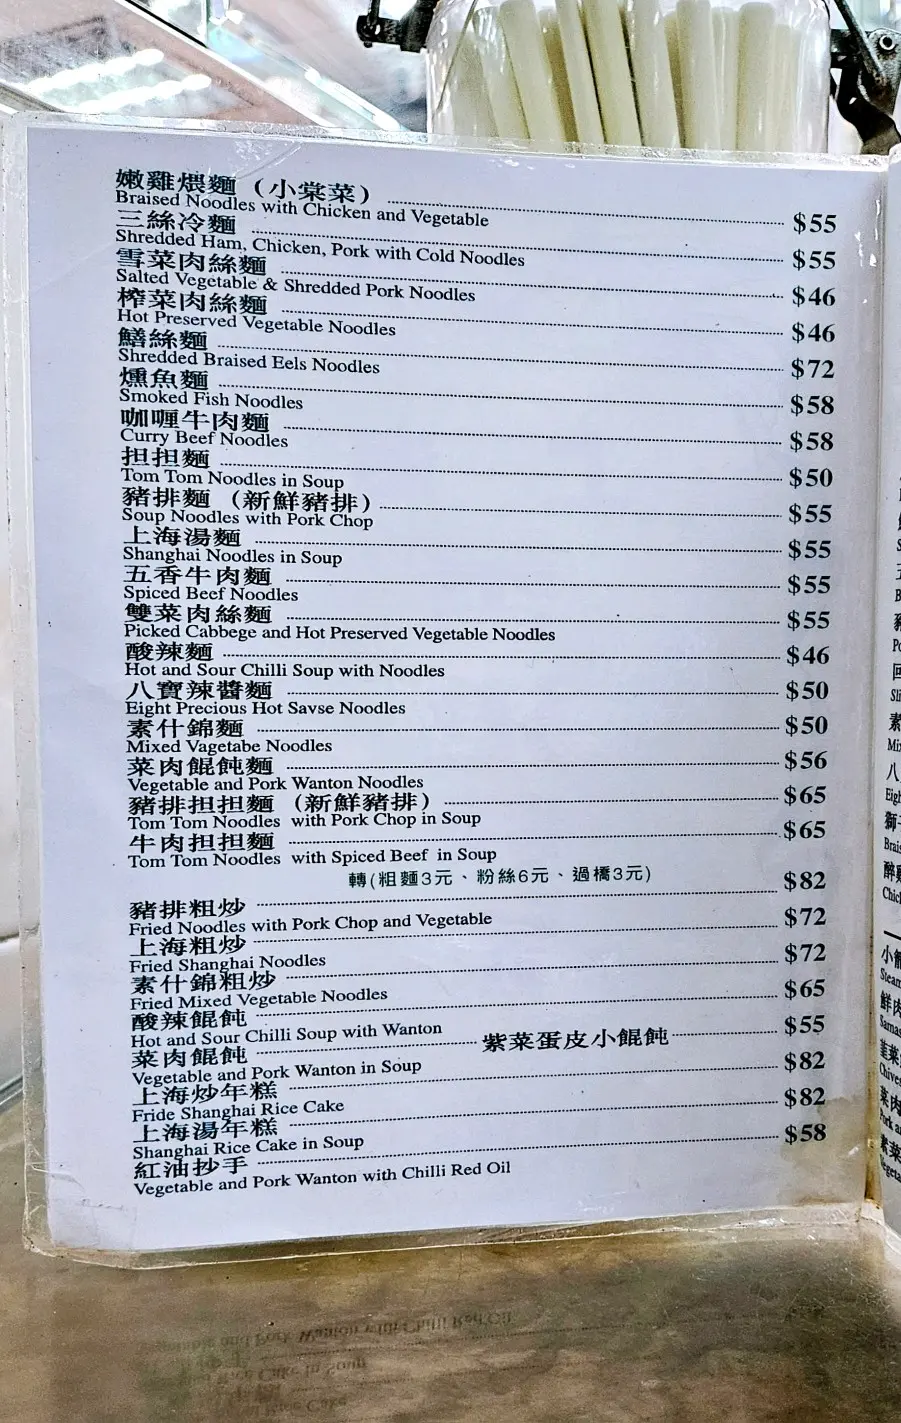 嫩雞煨麵（小棠菜） $55
Braised Noodles with Chicken and Vegetable
三絲冷麵 $55
Shredded Ham, Chicken, Pork with Cold Noodles
雪菜肉絲麵 $46
Salted Vegetable & Shredded Pork Noodles
榨菜肉絲麵 $46
Hot Preserved Vegetable Noodles
鱔絲麵 $72
Shredded Braised Eels Noodles
燻魚麵 $58
Smoked Fish Noodles
咖喱牛肉麵 $58
Curry Beef Noodles
担担麵 $50
Tom Tom Noodles in Soup
豬排麵（新鮮豬排） $55
Soup Noodles with Pork Chop
上海湯麵 $55
Shanghai Noodles in Soup
五香牛肉麵 $55
Spiced Beef Noodles
雙菜肉絲麵 $55
Picked Cabbege and Hot Preserved Vegetable Noodles
酸辣麵 $46
Hot and Sour Chilli Soup with Noodles
八寶辣醬麵 $50
Eight Precious Hot Savse Noodles
素什錦麵 $50
Mixed Vagetabe Noodles
菜肉餛飩麵 $56
Vegetable and Pork Wanton Noodles
豬排担担麵（新鮮豬排） $65
Tom Tom Noodles with Pork Chop in Soup
牛肉担担麵 $65
Tom Tom Noodles with Spiced Beef in Soup
轉(粗麵3元、粉絲6元、過橋3元)
豬排粗炒 $82
Fried Noodles with Pork Chop and Vegetable
上海粗炒 $72
Fried Shanghai Noodles
素什錦粗炒 $72
Fried Mixed Vegetable Noodles
酸辣餛飩 $65
Hot and Sour Chilli Soup with Wanton
菜肉餛飩 紫菜蛋皮小餛飩 $55
Vegetable and Pork Wanton in Soup
上海炒年糕 $82
Fride Shanghai Rice Cake
上海湯年糕 $82
Shanghai Rice Cake in Soup
紅油抄手 $58
Vegetable and Pork Wanton with Chilli Red Oil